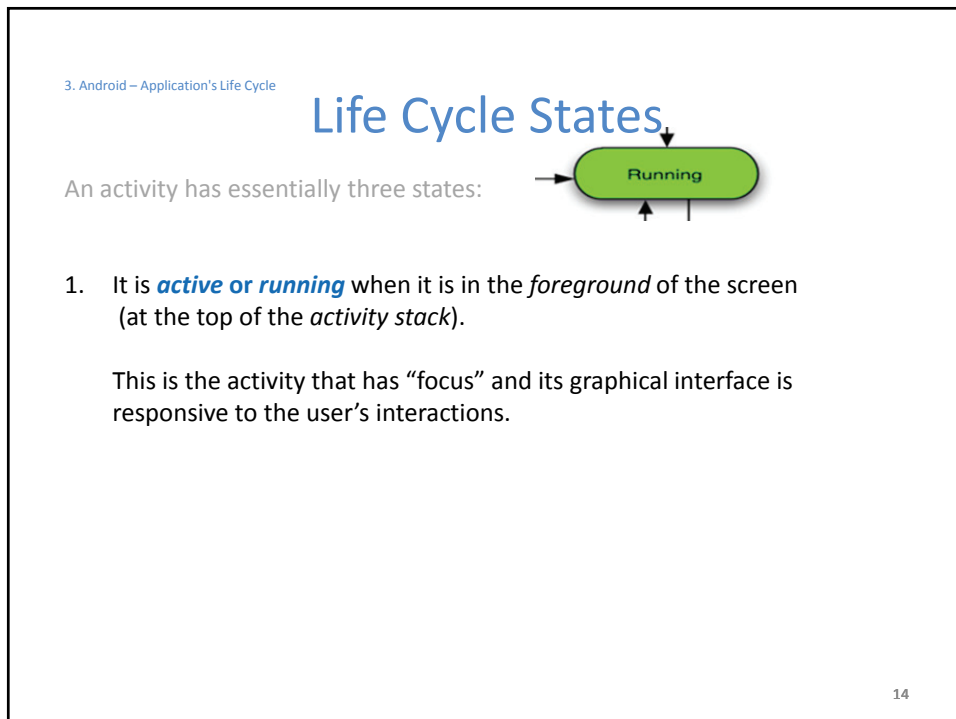 3. Android – Application's Life Cycle
Life Cycle States
Running
An activity has essentially three states:
1. It is active or running when it is in the foreground of the screen
(at the top of the activity stack).
This is the activity that has “focus” and its graphical interface is
responsive to the user’s interactions.
14